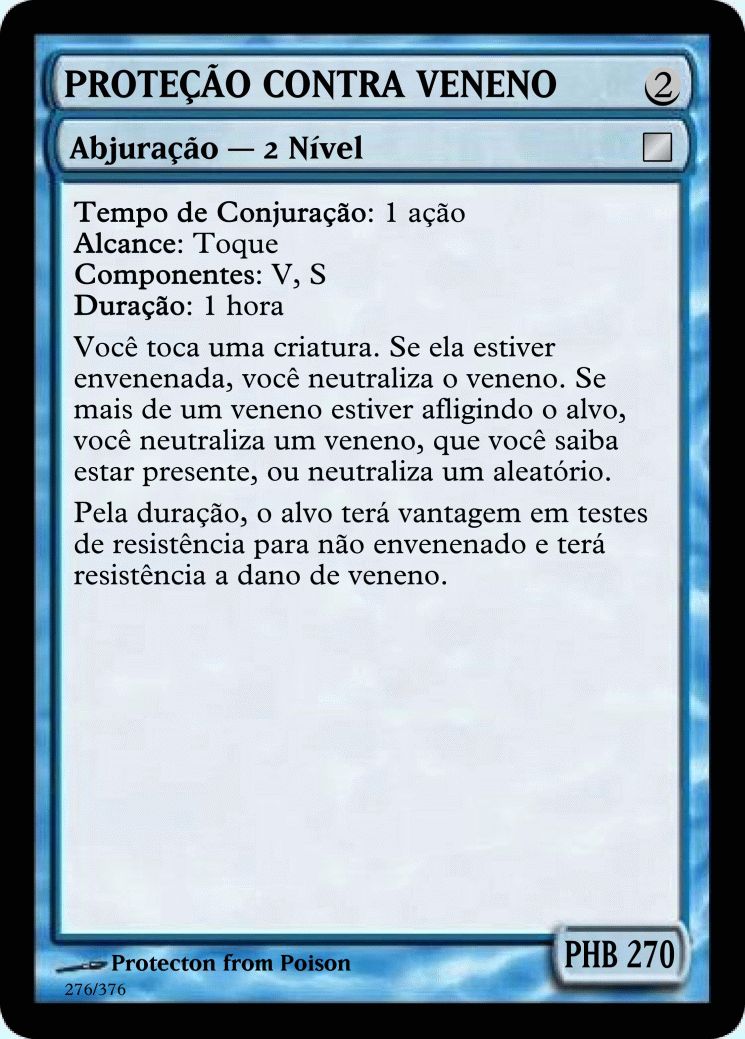 PROTEÇÃO CONTRA VENENO
2
Abjuração — 2 Nível
Tempo de Conjuração: 1 ação
Alcance: Toque
Componentes: V, S
Duração: 1 hora
Você toca uma criatura. Se ela estiver
envenenada, você neutraliza o veneno. Se
mais de um veneno estiver afligindo o alvo,
você neutraliza um veneno, que você saiba
estar presente, ou neutraliza um aleatório.
Pela duração, o alvo terá vantagem em testes
de resistência para não envenenado e terá
resistência a dano de veneno.
PHB 270
Protecton from Poison
276/376